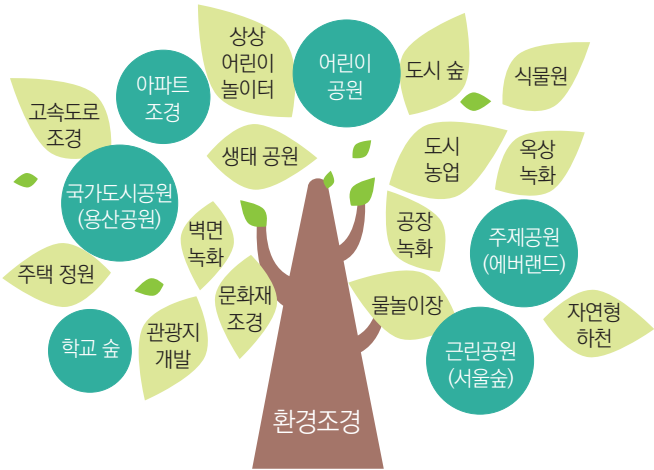 상상
어린이
놀이터
어린이
공원
도시 숲
식물원
아파트
조경
고속도로
조경
생태 공원
도시
농업
옥상
녹화
국가도시공원
(용산공원)
벽면
녹화
공장
녹화
주제공원
(에버랜드)
주택 정원
문화재
조경
물놀이장
자연형
하천
학교 숲
관광지
개발
근린공원
(서울숲)
환경조경